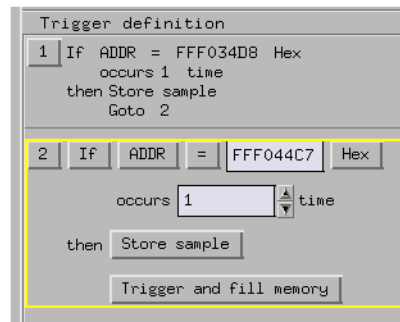 Trigger definition
1 If ADDR = FFF034D8 Hex
occurs 1 time
then Store sample
Goto 2
2 If ADDR = FFF044C7 Hex
occurs 1 time
then Store sample
Trigger and fill memory